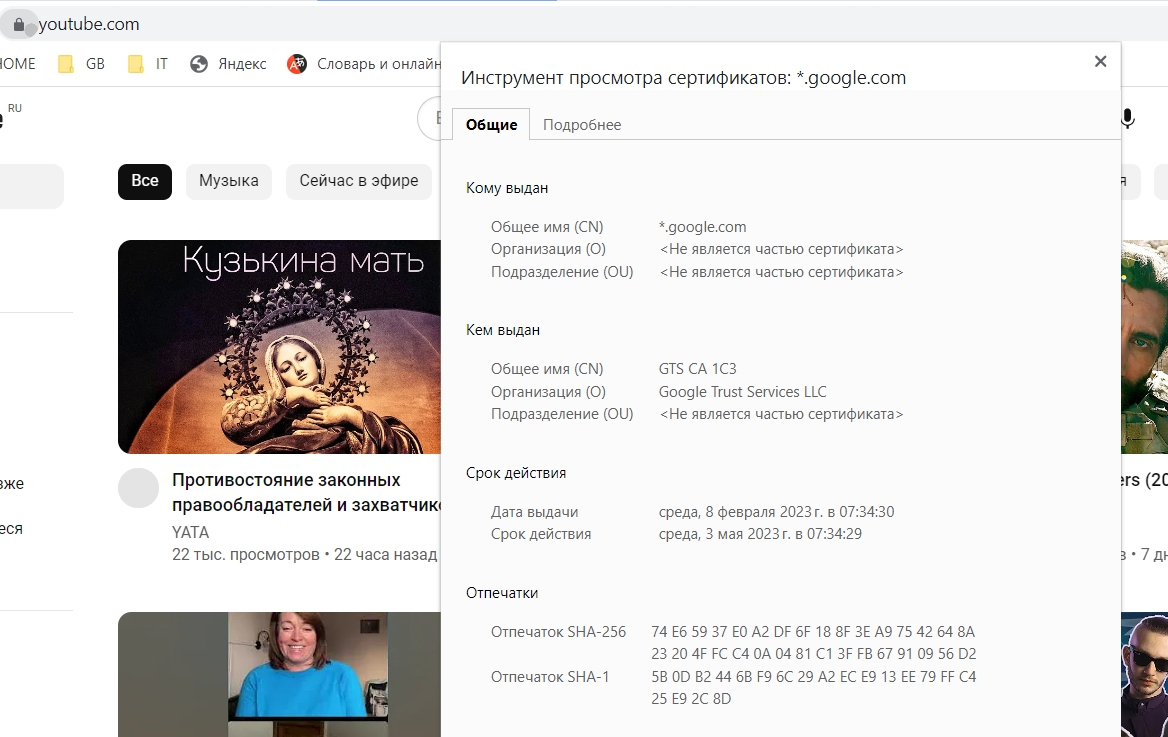 youtube.com
HOME GB IT Яндекс Словарь и онлайн
Инструмент просмотра сертификатов: *.google.com
RU
Общие Подробнее
Все Музыка Сейчас в эфире
Кому выдан
Общее имя (CN) *.google.com
Организация (O) <Не является частью сертификата>
Подразделение (OU) <Не является частью сертификата>
Кем выдан
Общее имя (CN) GTS CA 1C3
Организация (O) Google Trust Services LLC
Подразделение (OU) <Не является частью сертификата>
Срок действия
Дата выдачи среда, 8 февраля 2023 г. в 07:34:30
Срок действия среда, 3 мая 2023 г. в 07:34:29
Отпечатки
Отпечаток SHA-256 74 E6 59 37 E0 A2 DF 6F 18 8F 3E A9 75 42 64 8A
23 20 4F FC C4 0A 04 81 C1 3F FB 67 91 09 56 D2
Отпечаток SHA-1 5B 0D B2 44 6B F9 6C 29 A2 EC E9 13 EE 79 FF C4
25 E9 2C 8D
Кузькина мать
Противостояние законных
правообладателей и захватчико
YATA
22 тыс. просмотров • 22 часа назад